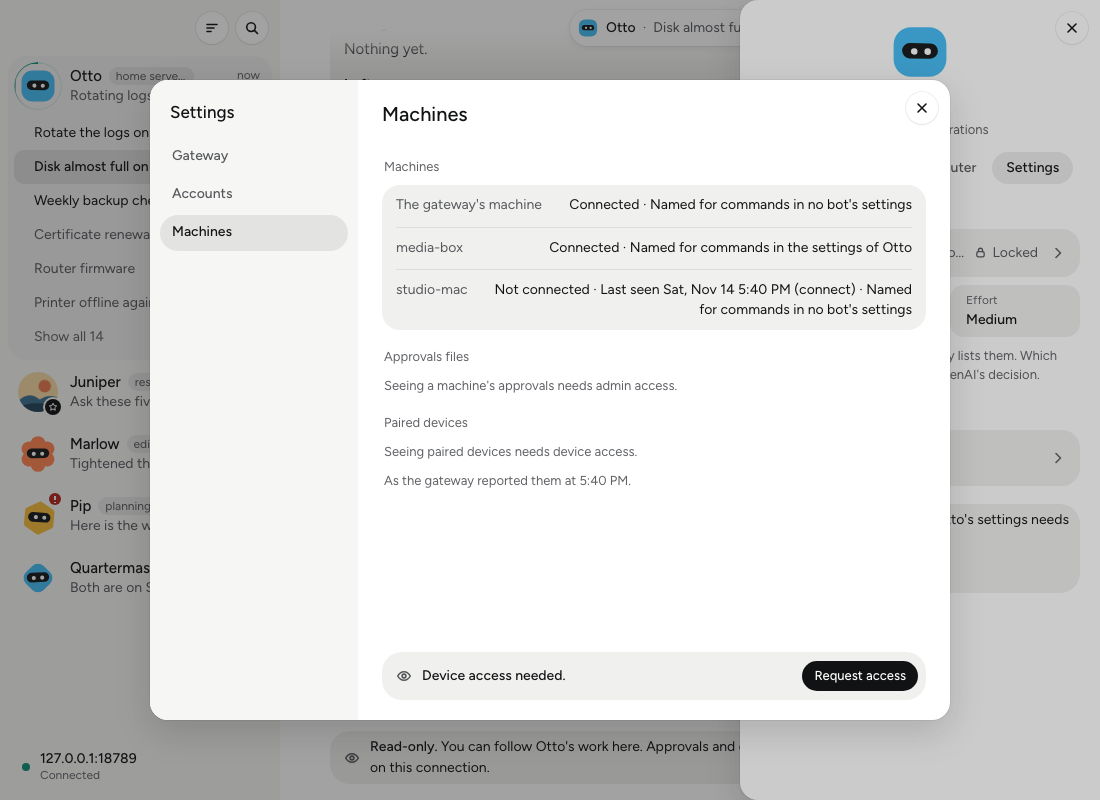 Nothing yet.
Otto · Disk almost fu
Otto home serve... now
Rotating logs
Rotate the logs on
Disk almost full on
Weekly backup che
Certificate renewa
Router firmware
Printer offline again
Show all 14
Juniper res
Ask these fiv
Marlow edi
Tightened th
Pip planning
Here is the w
Quartermas
Both are on S
127.0.0.1:18789
Connected
Settings
Gateway
Accounts
Machines
Machines
Machines
The gateway's machine Connected · Named for commands in no bot's settings
media-box Connected · Named for commands in the settings of Otto
studio-mac Not connected · Last seen Sat, Nov 14 5:40 PM (connect) · Named
for commands in no bot's settings
Approvals files
Seeing a machine's approvals needs admin access.
Paired devices
Seeing paired devices needs device access.
As the gateway reported them at 5:40 PM.
Device access needed.
Request access
Read-only. You can follow Otto's work here. Approvals and
on this connection.
rations
uter Settings
Locked
Effort
Medium
y lists them. Which
enAI's decision.
tto's settings needs